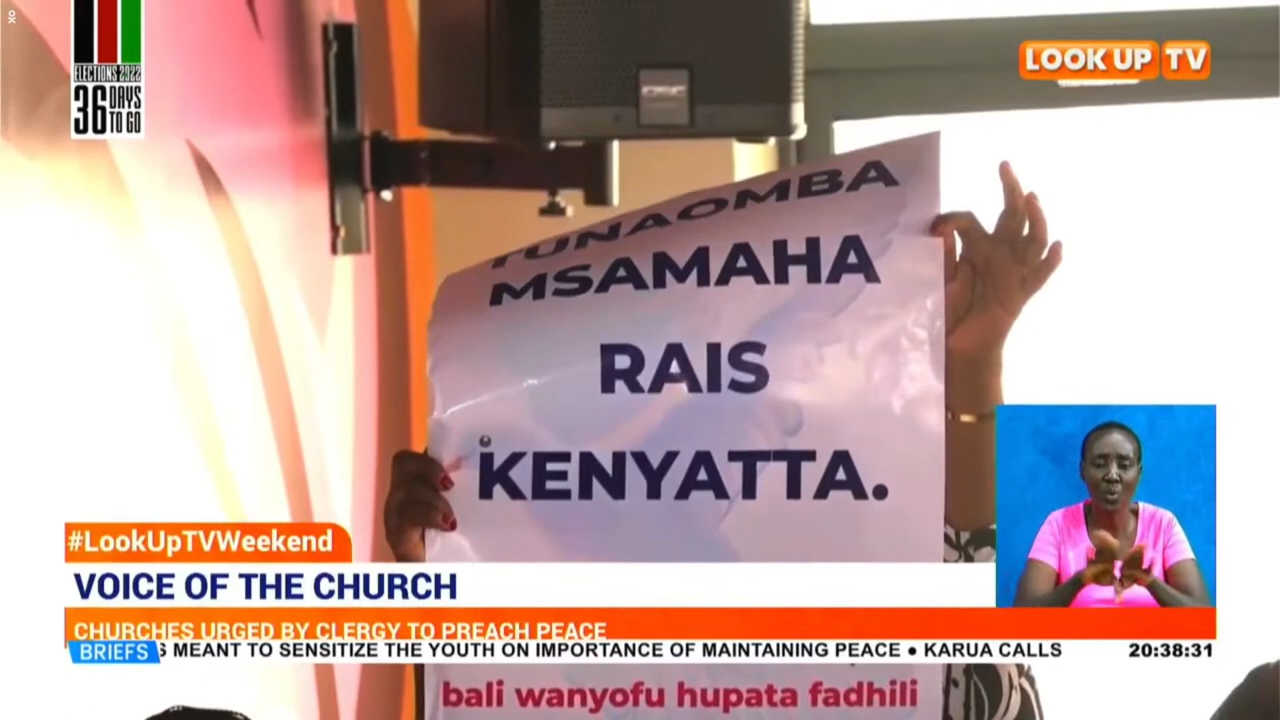 OK
ELECTIONS 2022
36 DAYS
TO GO
LOOK UP TV
TUNAOMBA
MSAMAHA
RAIS
KENYATTA.
#LookUpTVWeekend
VOICE OF THE CHURCH
CHURCHES URGED BY CLERGY TO PREACH PEACE
BRIEFS S MEANT TO SENSITIZE THE YOUTH ON IMPORTANCE OF MAINTAINING PEACE ● KARUA CALLS 20:38:31
bali wanyofu hupata fadhili